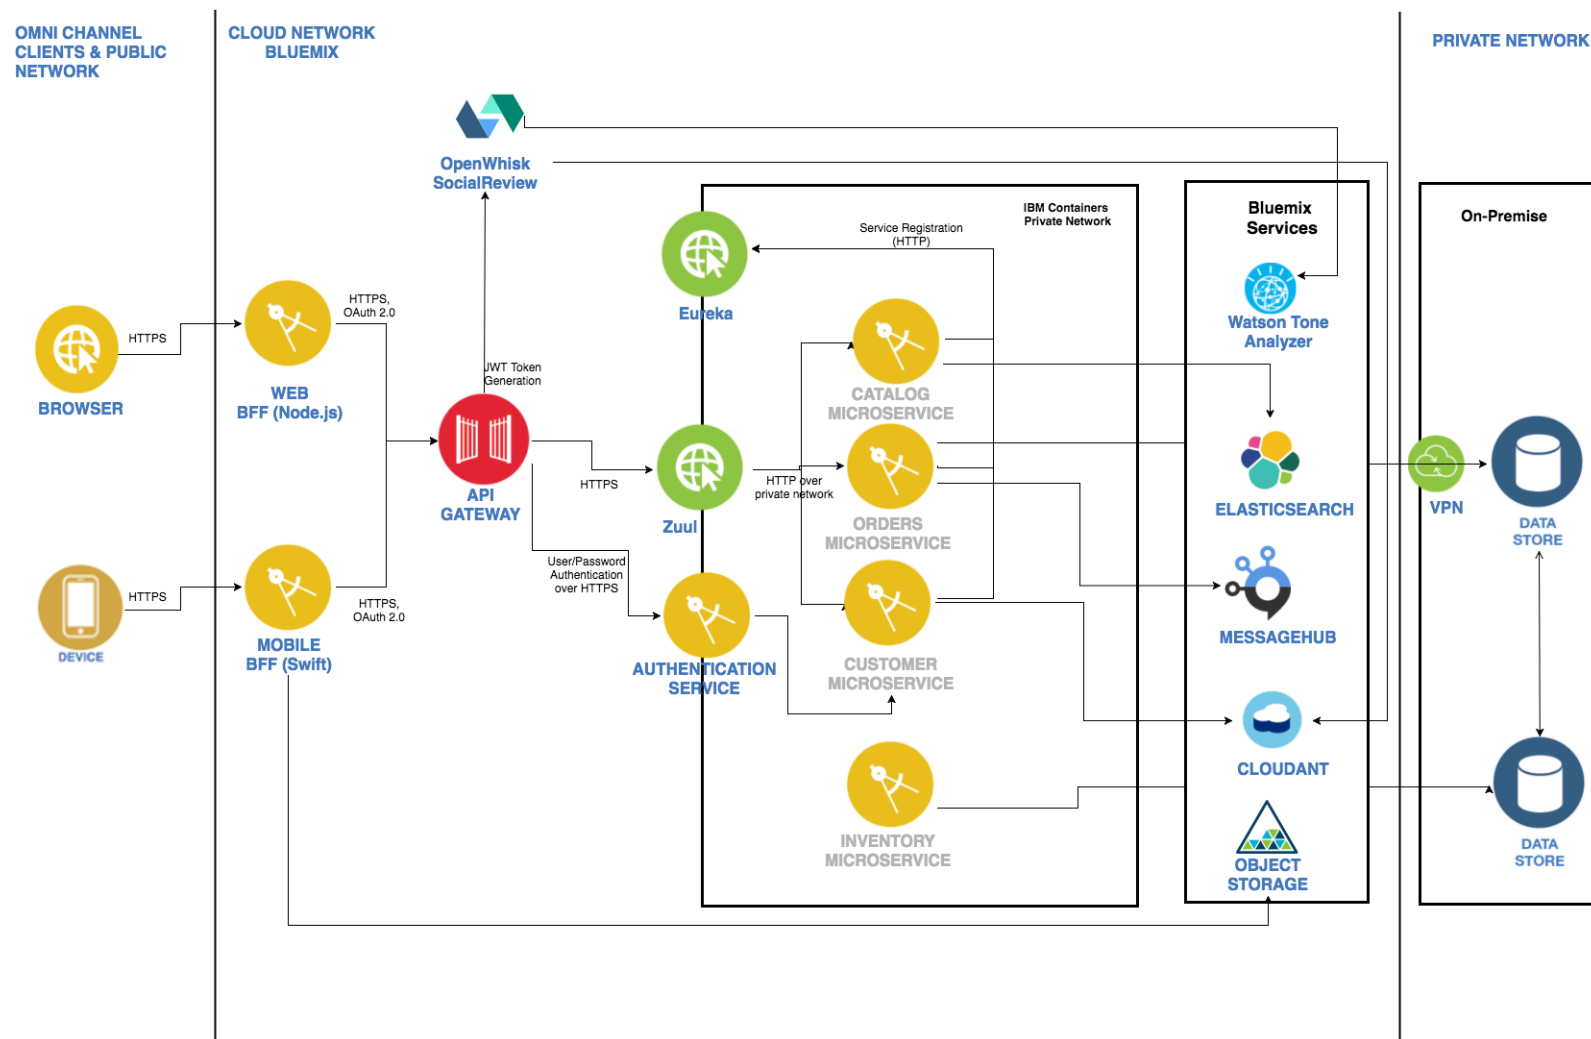 OMNI CHANNEL
CLIENTS & PUBLIC
NETWORK
CLOUD NETWORK
BLUEMIX
PRIVATE NETWORK
OpenWhisk
SocialReview
IBM Containers
Private Network
Bluemix
Services
On-Premise
Service Registration
(HTTP)
Eureka
HTTPS,
OAuth 2.0
HTTPS
Watson Tone
Analyzer
JWT Token
Generation
WEB
BFF (Node.js)
BROWSER
CATALOG
MICROSERVICE
HTTPS
API
GATEWAY
HTTP over
private network
Zuul
ORDERS
MICROSERVICE
ELASTICSEARCH
VPN
DATA
STORE
User/Password
Authentication
over HTTPS
HTTPS
HTTPS,
OAuth 2.0
DEVICE
MOBILE
BFF (Swift)
AUTHENTICATION
SERVICE
CUSTOMER
MICROSERVICE
MESSAGEHUB
CLOUDANT
INVENTORY
MICROSERVICE
OBJECT
STORAGE
DATA
STORE